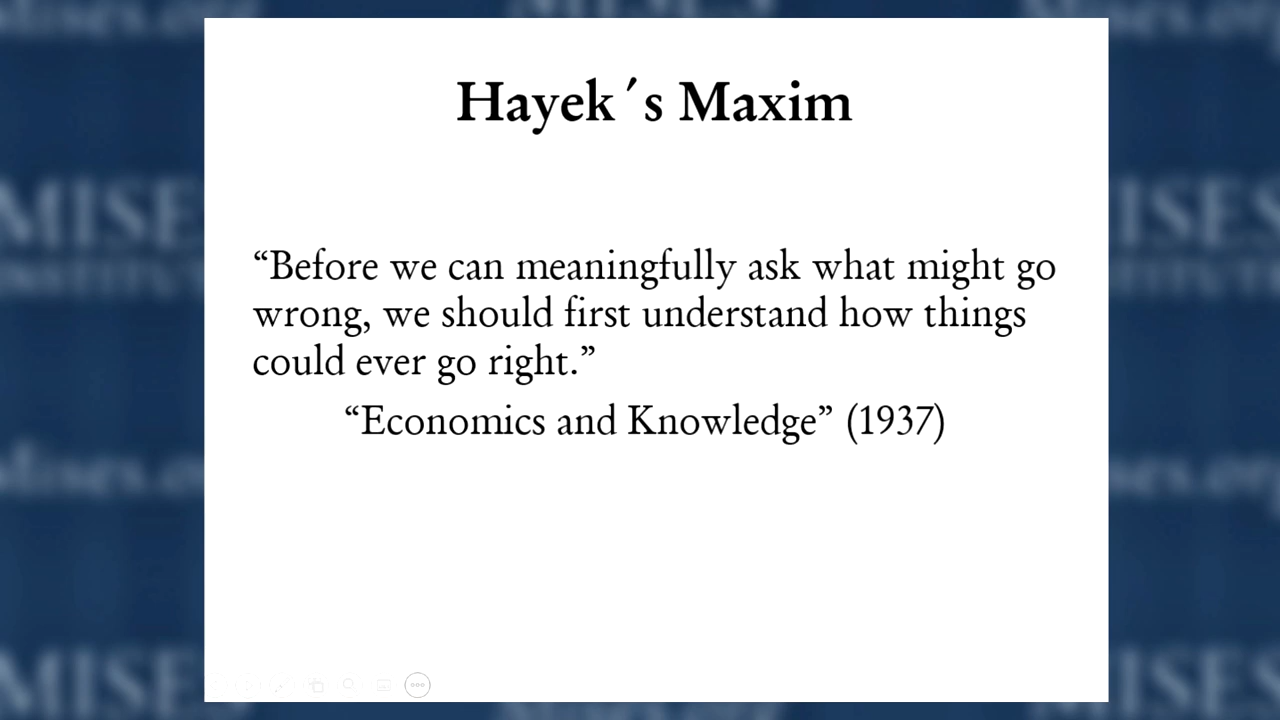 Hayek´s Maxim
“Before we can meaningfully ask what might go
wrong, we should first understand how things
could ever go right.”
“Economics and Knowledge” (1937)